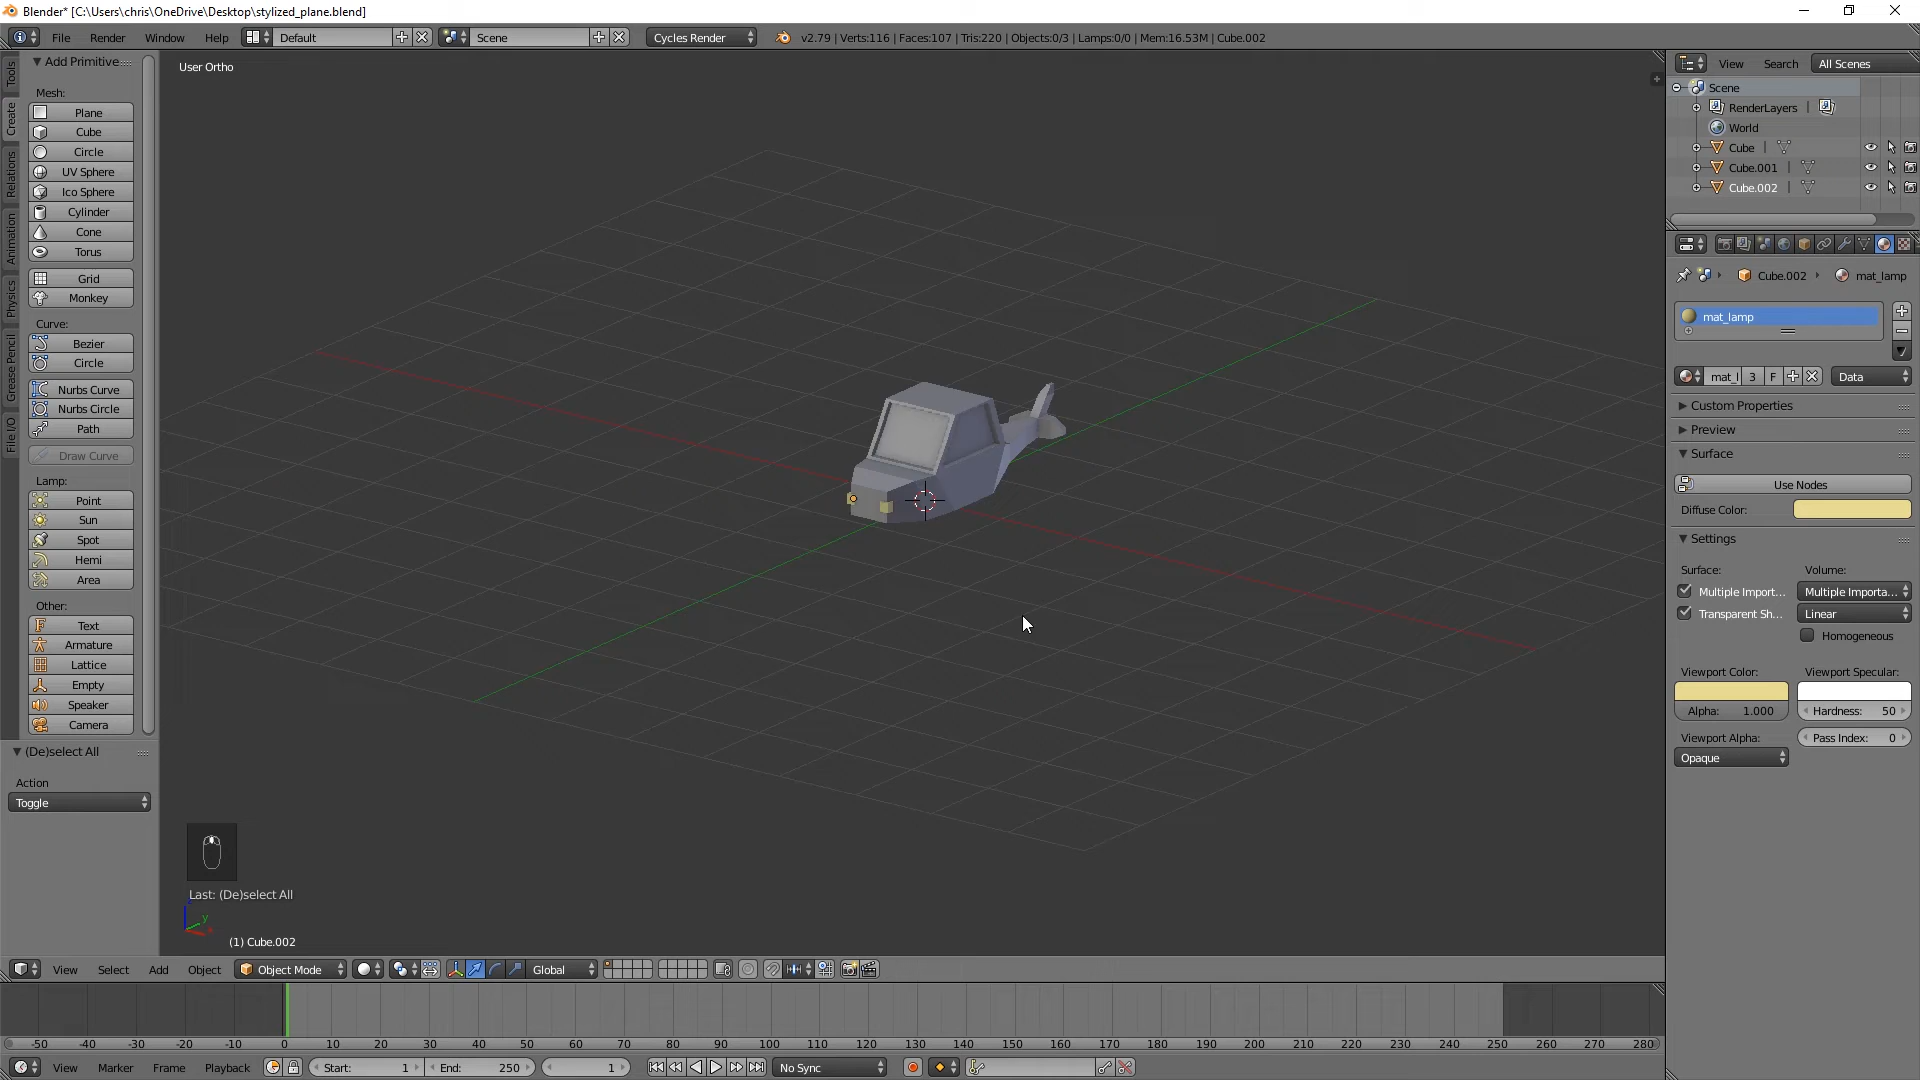 Blender* [C:\Users\chris\OneDrive\Desktop\stylized_plane.blend]
File Render Window Help Default Scene Cycles Render v2.79 | Verts:116 | Faces:107 | Tris:220 | Objects:0/3 | Lamps:0/0 | Mem:16.53M | Cube.002
Tools
Create
Relations
Animation
Physics
Grease Pencil
File I/O
Add Primitive
Mesh:
Plane
Cube
Circle
UV Sphere
Ico Sphere
Cylinder
Cone
Torus
Grid
Monkey
Curve:
Bezier
Circle
Nurbs Curve
Nurbs Circle
Path
Draw Curve
Lamp:
Point
Sun
Spot
Hemi
Area
Other:
Text
Armature
Lattice
Empty
Speaker
Camera
(De)select All
Action
Toggle
User Ortho
Last: (De)select All
y
(1) Cube.002
View Select Add Object Object Mode Global
-50 -40 -30 -20 -10 0 10 20 30 40 50 60 70 80 90 100 110 120 130 140 150 160 170 180 190 200 210 220 230 240 250 260 270 280
View Marker Frame Playback Start: 1 End: 250 1 No Sync
View Search All Scenes
Scene
RenderLayers |
World
Cube |
Cube.001 |
Cube.002 |
Cube.002 mat_lamp
mat_lamp
mat_l 3 F Data
Custom Properties
Preview
Surface
Use Nodes
Diffuse Color:
Settings
Surface: Volume:
Multiple Import... Multiple Importa...
Transparent Sh... Linear
Homogeneous
Viewport Color: Viewport Specular:
Alpha: 1.000 Hardness: 50
Viewport Alpha: Pass Index: 0
Opaque